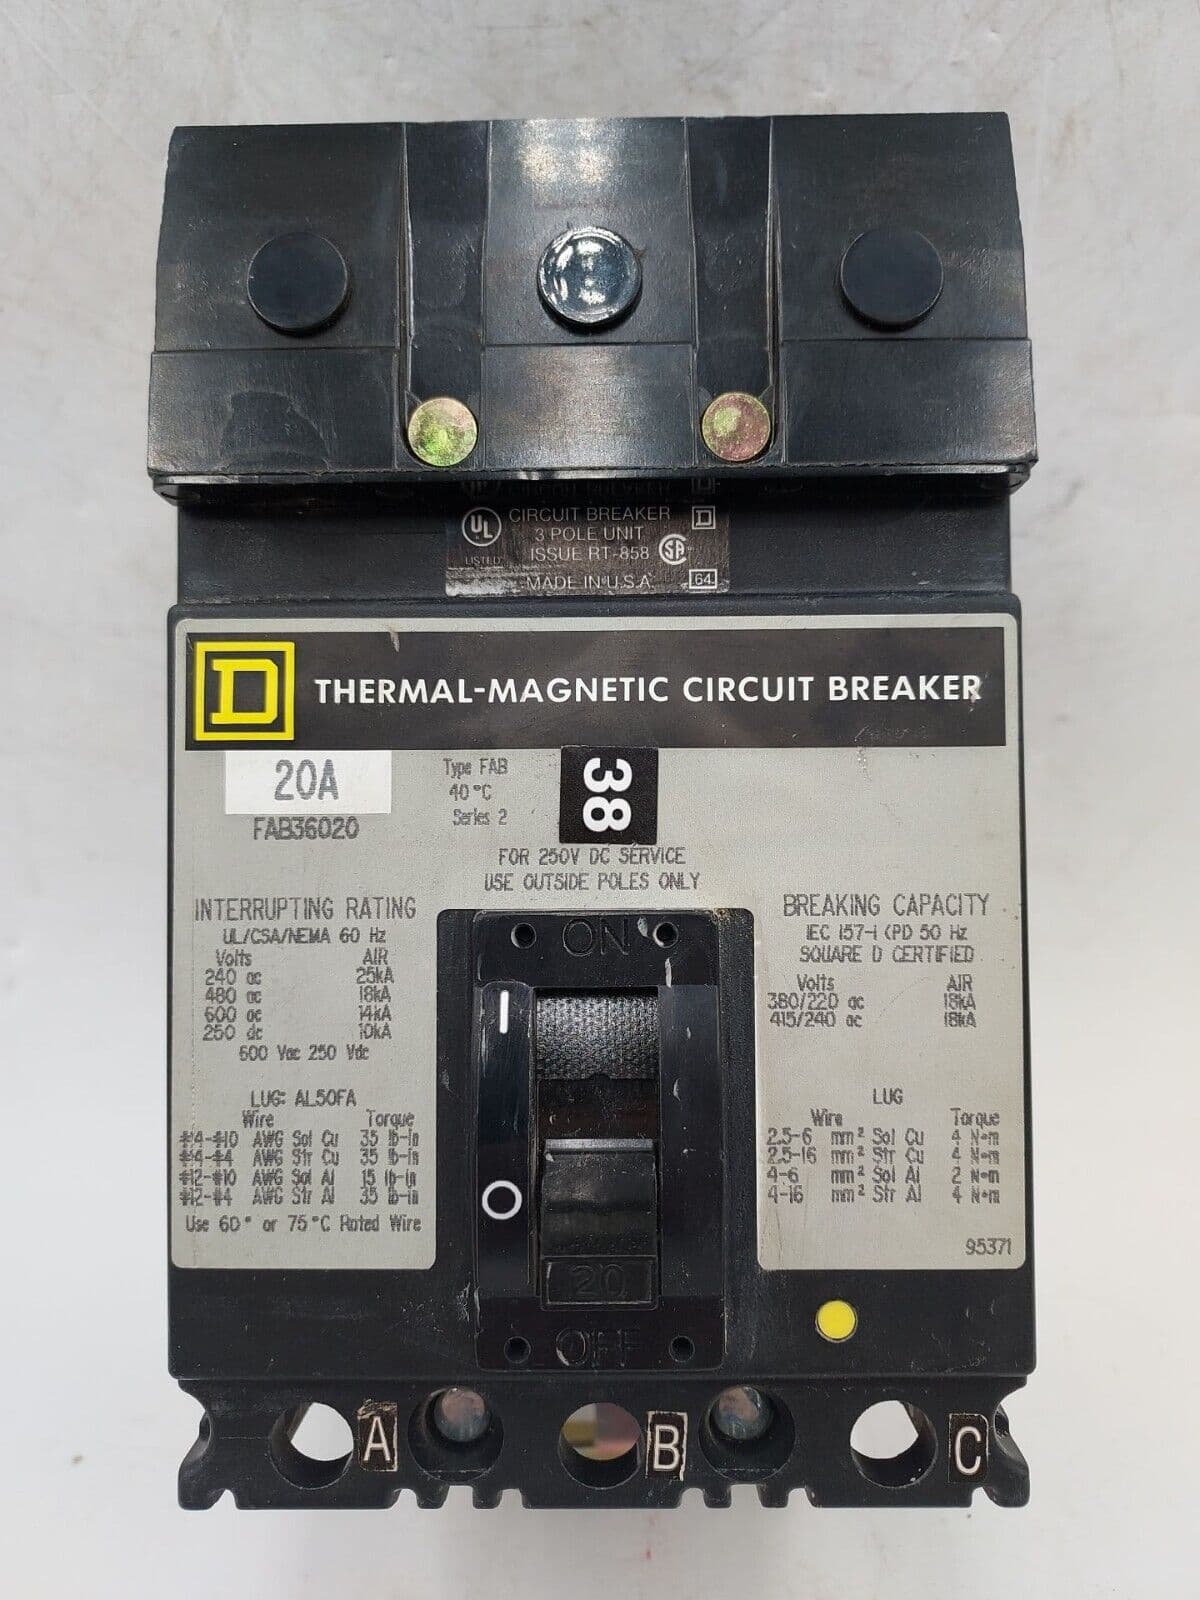 UL
LISTED
CIRCUIT BREAKER D
3 POLE UNIT
ISSUE RT-858 SA
MADE IN U.S.A. 64
D THERMAL-MAGNETIC CIRCUIT BREAKER
20A
FAB36020
Type FAB
40°C
Series 2
38
FOR 250V DC SERVICE
USE OUTSIDE POLES ONLY
INTERRUPTING RATING
UL/CSA/NEMA 60 Hz
Volts AIR
240 ac 25kA
480 ac 18kA
600 ac 14kA
250 dc 10kA
600 Vac 250 Vdc
LUG: AL50FA
Wire Torque
AWG Sol Cu 35 lb-in
AWG Str Cu 35 lb-in
#12-#10 AWG Sol Al 15 lb-in
#12-#4 AWG Str Al 35 lb-in
Use 60° or 75°C Rated Wire
ON
I
O
20
OFF
BREAKING CAPACITY
IEC 157-1 50 Hz
SQUARE D CERTIFIED
Volts AIR
380/220 ac 18kA
415/240 ac 18kA
LUG
Wire Torque
2.5-6 mm² Sol Cu 4 N•m
2.5-16 mm² Str Cu 4 N•m
4-6 mm² Sol Al 2 N•m
4-16 mm² Str Al 4 N•m
95371
A B C